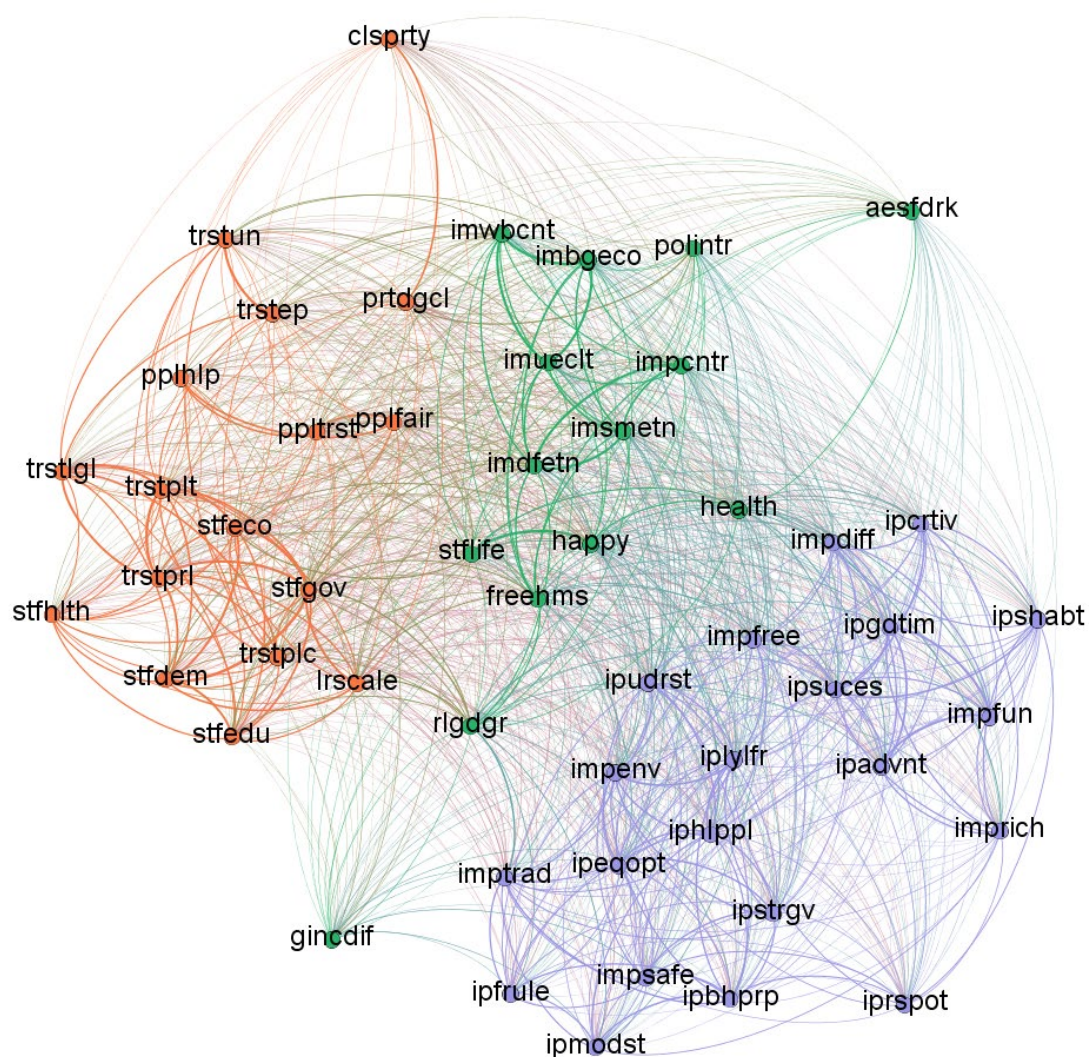 clsprty
aesfdrk
trstun
imwbcnt
imbgeco
polintr
trstep
prtdgcl
pplhlp
imueclt
impcntr
ppltrst
pplfair
imsmetn
trstlgl
imdfetn
trstplt
stfeco
health
ipcrtiv
impdiff
stflife
happy
trstprl
stfgov
freehms
stfhlth
ipshabt
impfree
ipgdtim
trstplc
stfdem
lrscale
ipudrst
ipsuces
impfun
rlgdgr
stfedu
impenv
iplylfr
ipadvnt
imprich
iphlppl
ipeqopt
imptrad
ipstrgv
gincdif
impsafe
ipfrule
ipbhprp
iprspot
ipmodst